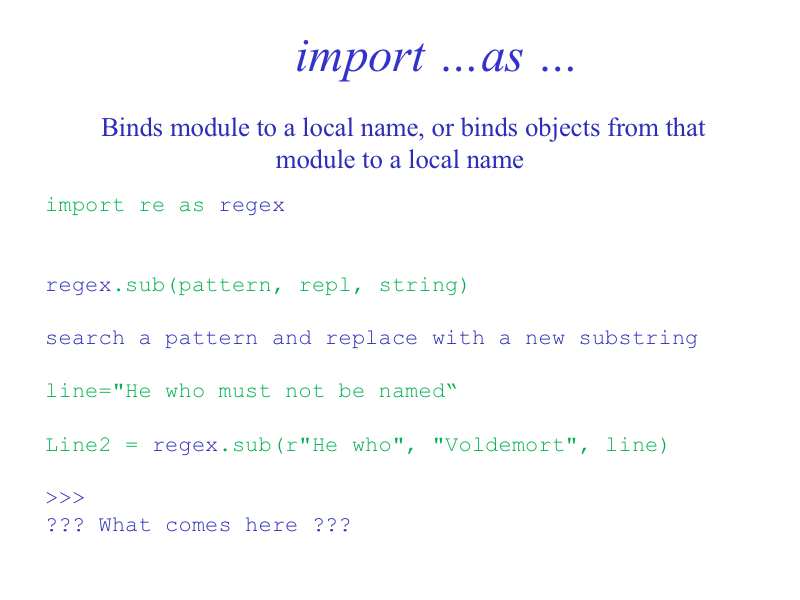 import …as …
Binds module to a local name, or binds objects from that
module to a local name
import re as regex
regex.sub(pattern, repl, string)
search a pattern and replace with a new substring
line="He who must not be named“
Line2 = regex.sub(r"He who", "Voldemort", line)
>>>
??? What comes here ???